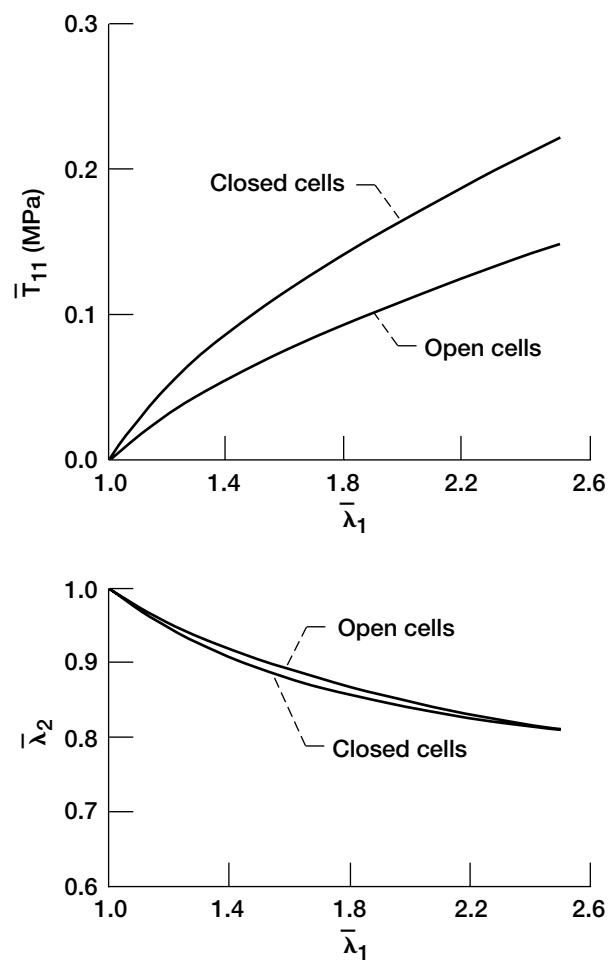 0.3
0.2
0.1
0.0
T̄₁₁ (MPa)
Closed cells
Open cells
1.0 1.4 1.8 2.2 2.6
λ̄₁
1.0
0.9
0.8
0.7
0.6
λ̄₂
Open cells
Closed cells
1.0 1.4 1.8 2.2 2.6
λ̄₁